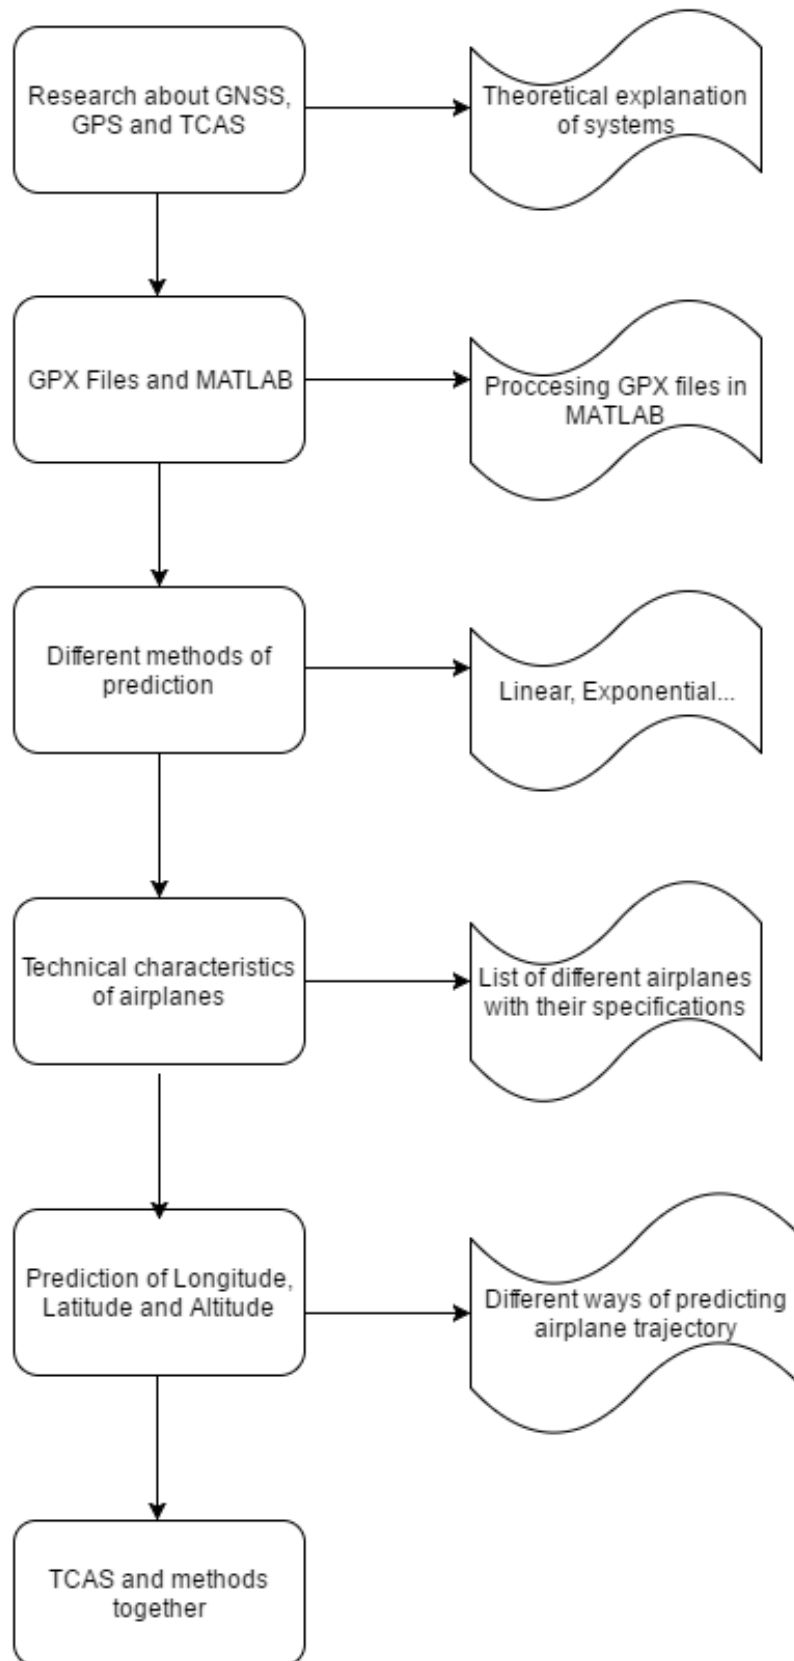 Research about GNSS,
GPS and TCAS
Theoretical explanation
of systems
GPX Files and MATLAB
Proccesing GPX files in
MATLAB
Different methods of
prediction
Linear, Exponential...
Technical characteristics
of airplanes
List of different airplanes
with their specifications
Prediction of Longitude,
Latitude and Altitude
Different ways of predicting
airplane trajectory
TCAS and methods
together